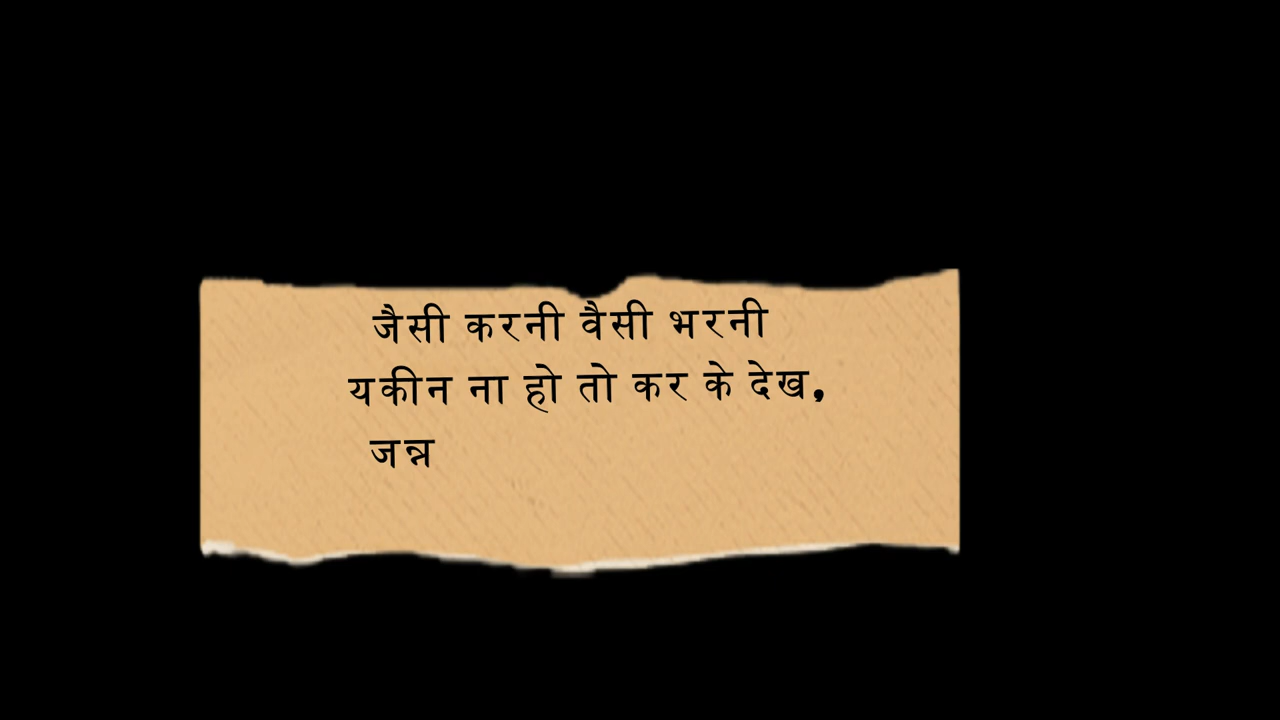 जैसी करनी वैसी भरनी
यकीन ना हो तो कर के देख,
जन्न